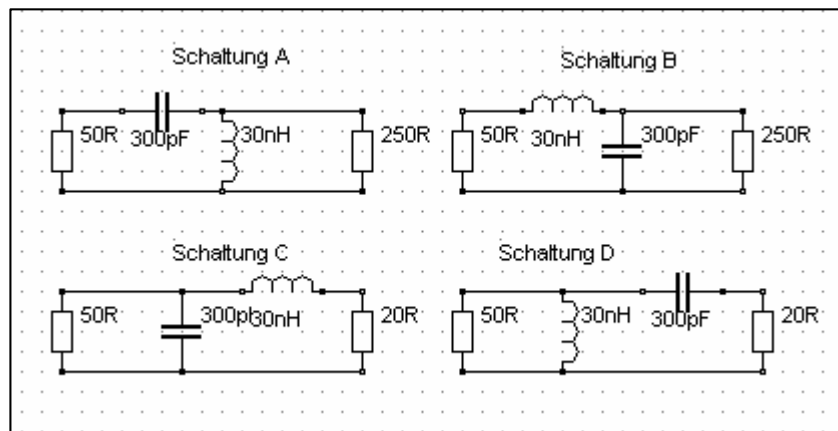 Schaltung A
50R
300pF
30nH
250R
Schaltung B
50R
30nH
300pF
250R
Schaltung C
50R
300p
30nH
20R
Schaltung D
50R
30nH
300pF
20R